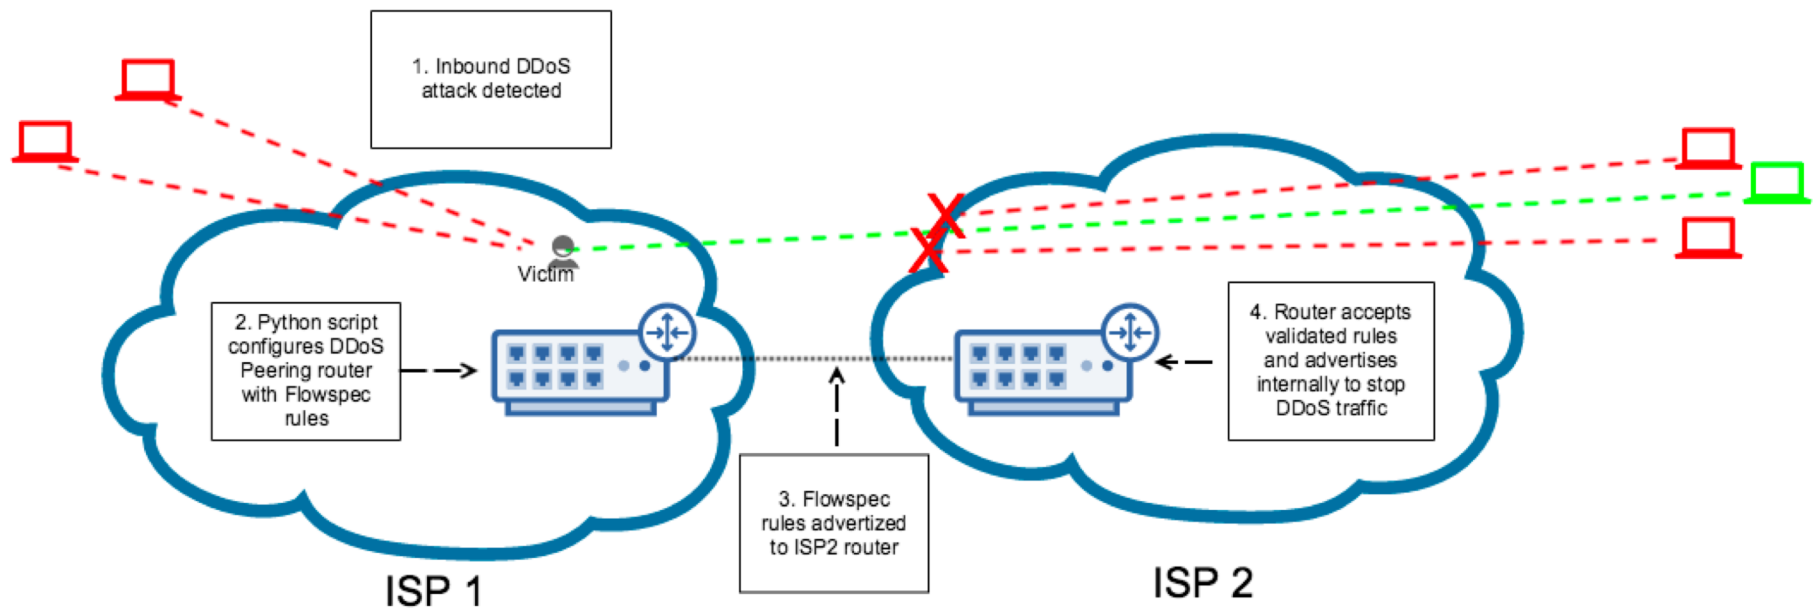 1. Inbound DDoS
attack detected
Victim
2. Python script
configures DDoS
Peering router
with Flowspec
rules
3. Flowspec
rules advertized
to ISP2 router
4. Router accepts
validated rules
and advertises
internally to stop
DDoS traffic
ISP 1
ISP 2